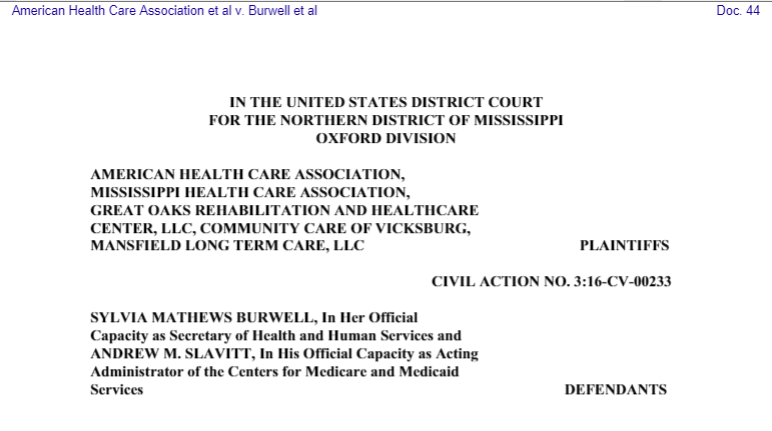 American Health Care Association et al v. Burwell et al Doc. 44
IN THE UNITED STATES DISTRICT COURT
FOR THE NORTHERN DISTRICT OF MISSISSIPPI
OXFORD DIVISION
AMERICAN HEALTH CARE ASSOCIATION,
MISSISSIPPI HEALTH CARE ASSOCIATION,
GREAT OAKS REHABILITATION AND HEALTHCARE
CENTER, LLC, COMMUNITY CARE OF VICKSBURG,
MANSFIELD LONG TERM CARE, LLC PLAINTIFFS
CIVIL ACTION NO. 3:16-CV-00233
SYLVIA MATHEWS BURWELL, In Her Official
Capacity as Secretary of Health and Human Services and
ANDREW M. SLAVITT, In His Official Capacity as Acting
Administrator of the Centers for Medicare and Medicaid
Services DEFENDANTS